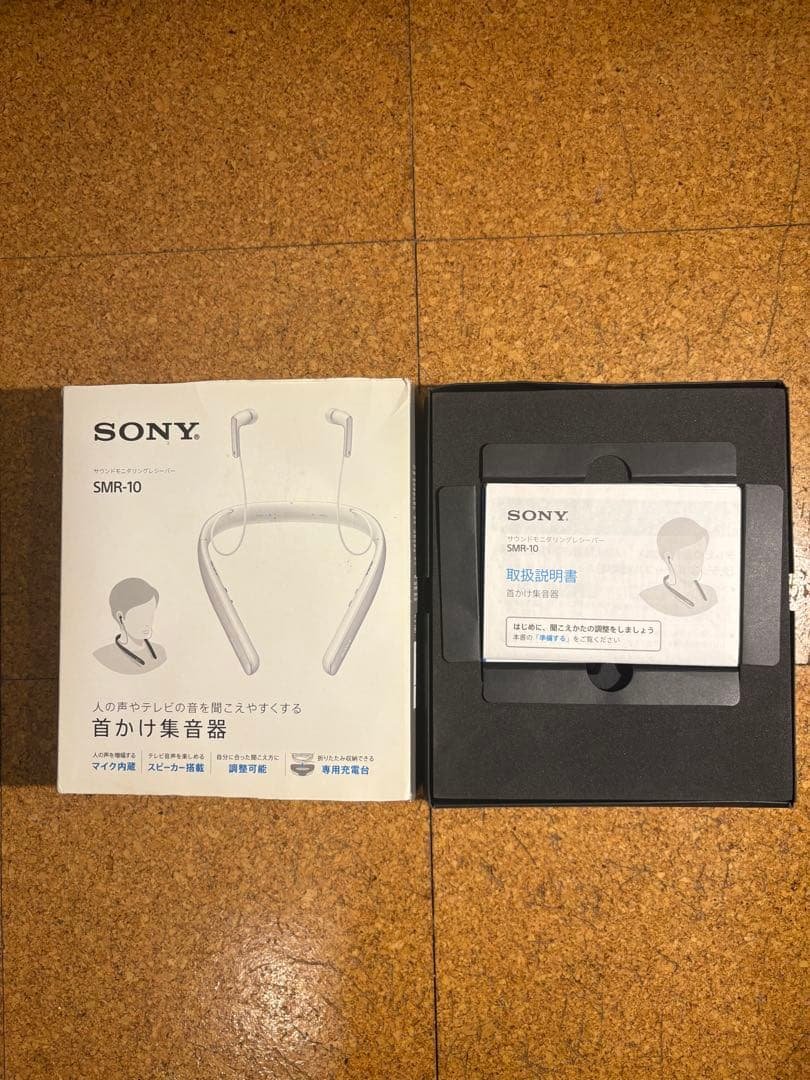 SONY®
サウンドモニタリングレシーバー
SMR-10
人の声やテレビの音を聞こえやすくする
首かけ集音器
人の声を増幅する
マイク内蔵
テレビ音声を楽しめる
スピーカー搭載
自分に合った聞こえ方に
調整可能
折りたたみ収納できる
専用充電台
SONY®
サウンドモニタリングレシーバー
SMR-10
取扱説明書
首かけ集音器
はじめに、聞こえかたの調整をしましょう
本書の「準備する」をご覧ください